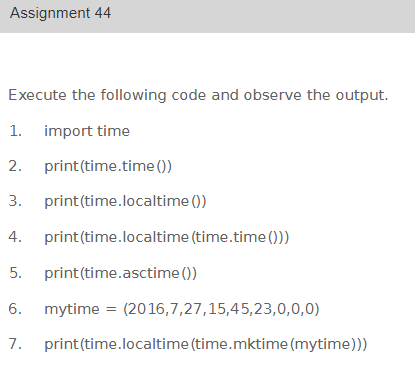 Assignment 44
Execute the following code and observe the output.
1. import time
2. print(time.time())
3. print(time.localtime())
4. print(time.localtime(time.time()))
5. print(time.asctime())
6. mytime = (2016,7,27,15,45,23,0,0,0)
7. print(time.localtime(time.mktime(mytime)))